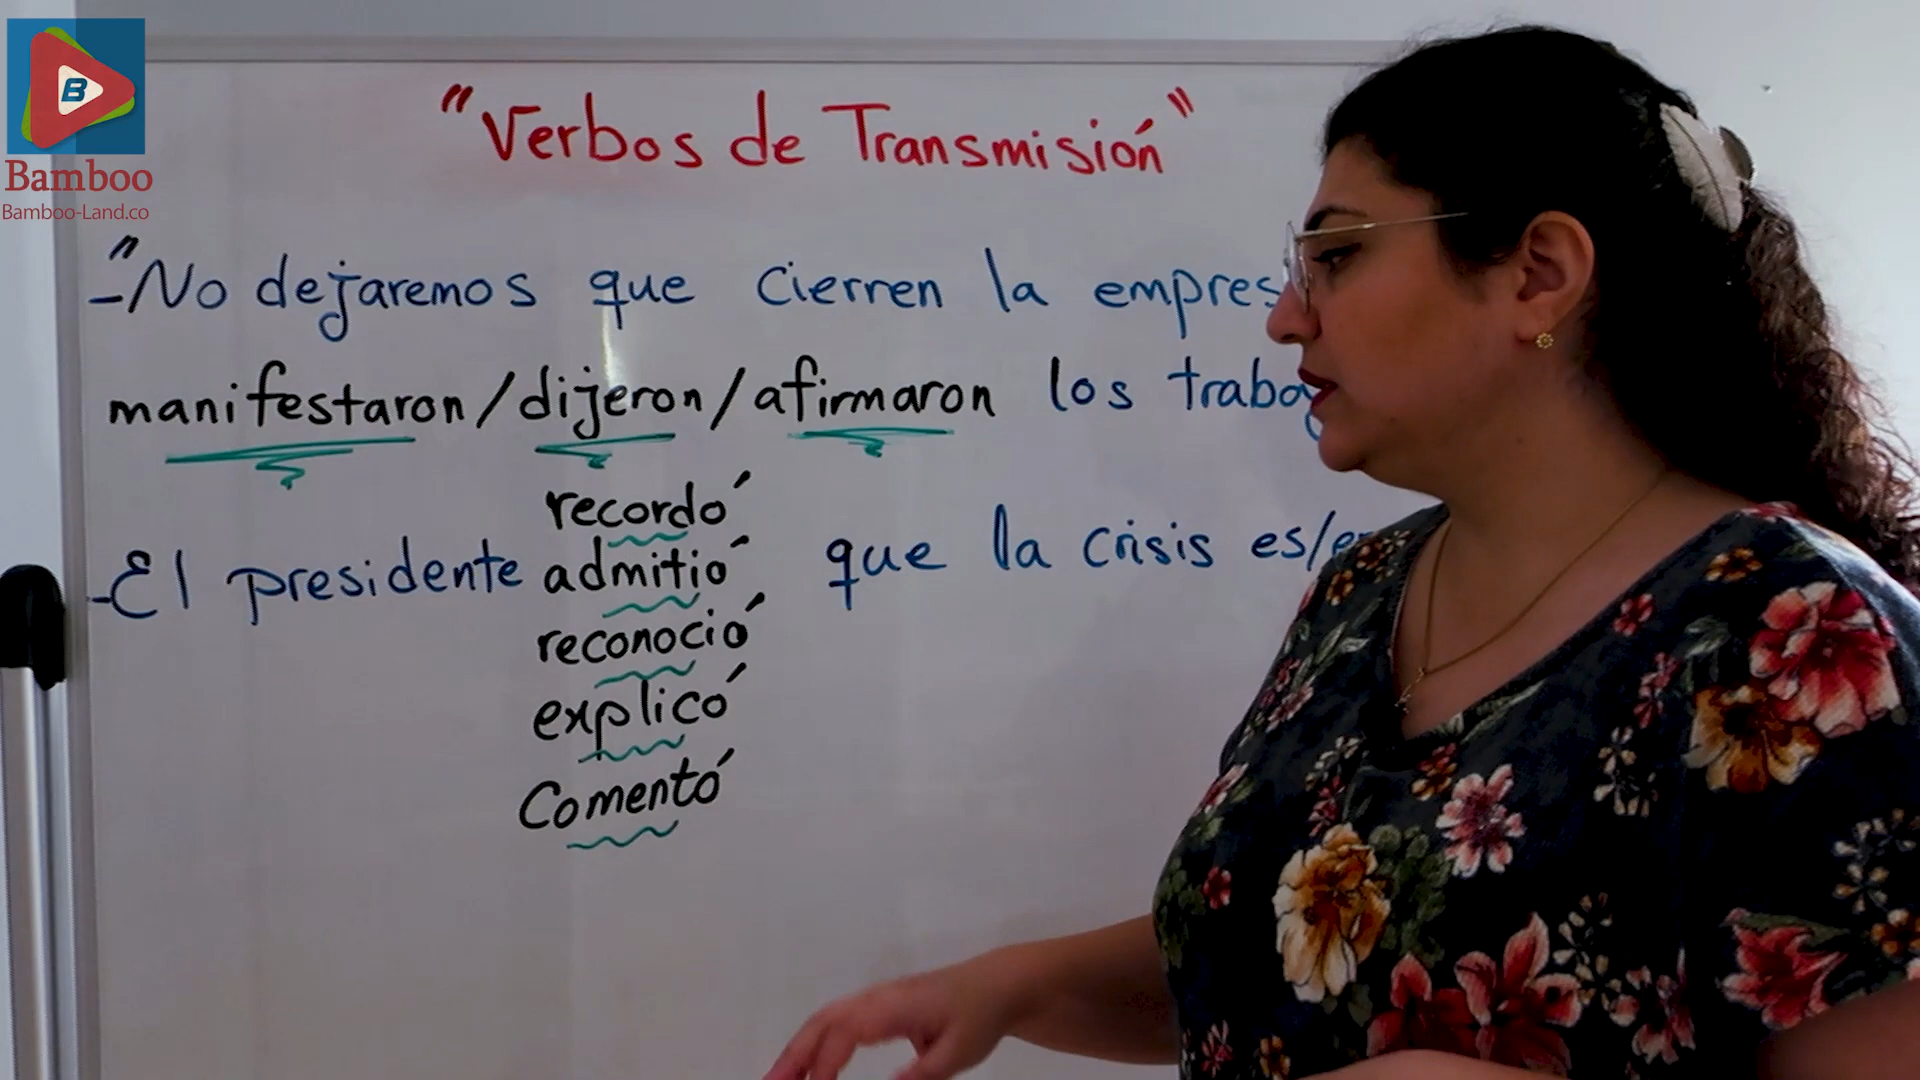 B
Bamboo
Bamboo-Land.co
"Verbos de Transmisión"
-"No dejaremos que cierren la empres
manifestaron/dijeron/afirmaron los trabaj
recordó
-El presidente admitió que la crisis es/
reconoció
explicó
Comentó